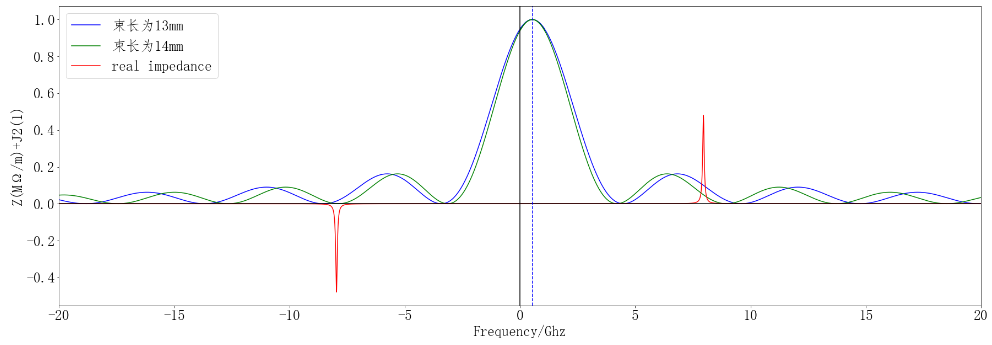 束长为13mm
束长为14mm
real impedance
Z(MΩ/m)+J2(l)
1.0
0.8
0.6
0.4
0.2
0.0
-0.2
-0.4
-20 -15 -10 -5 0 5 10 15 20
Frequency/Ghz